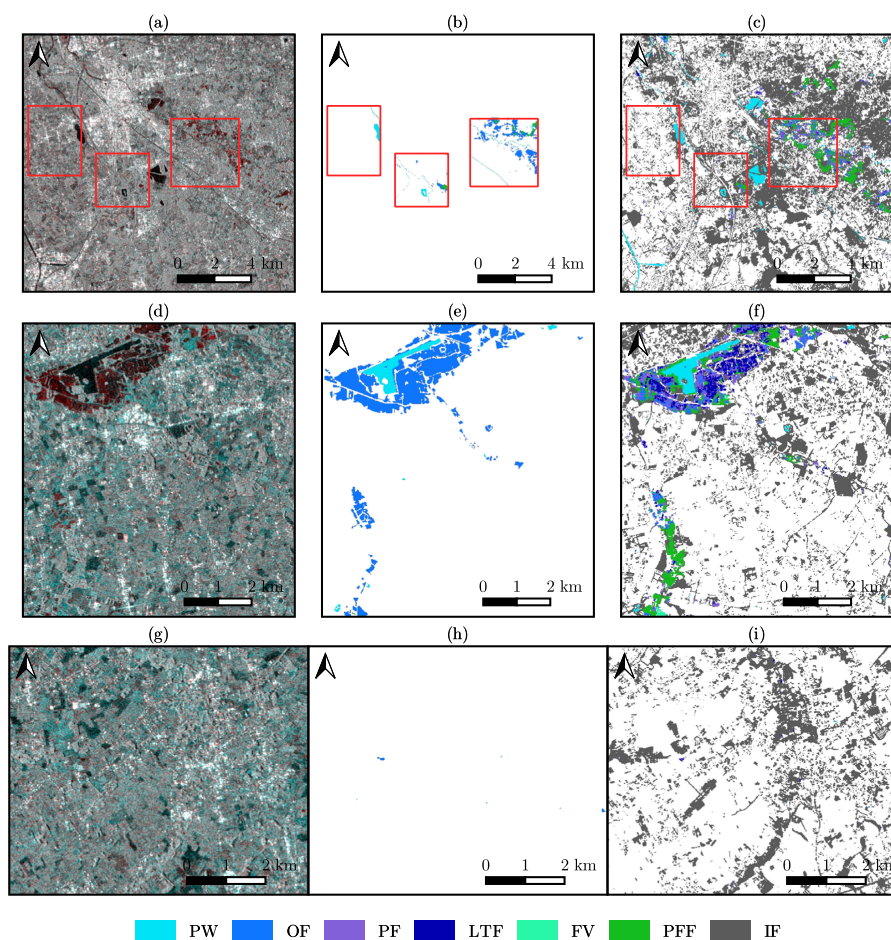 (a) (b) (c)
0 2 4 km 0 2 4 km 0 2 4 km
(d) (e) (f)
0 1 2 km 0 1 2 km 0 1 2 km
(g) (h) (i)
0 1 2 km 0 1 2 km 0 1 2 km
PW OF PF LTF FV PFF IF